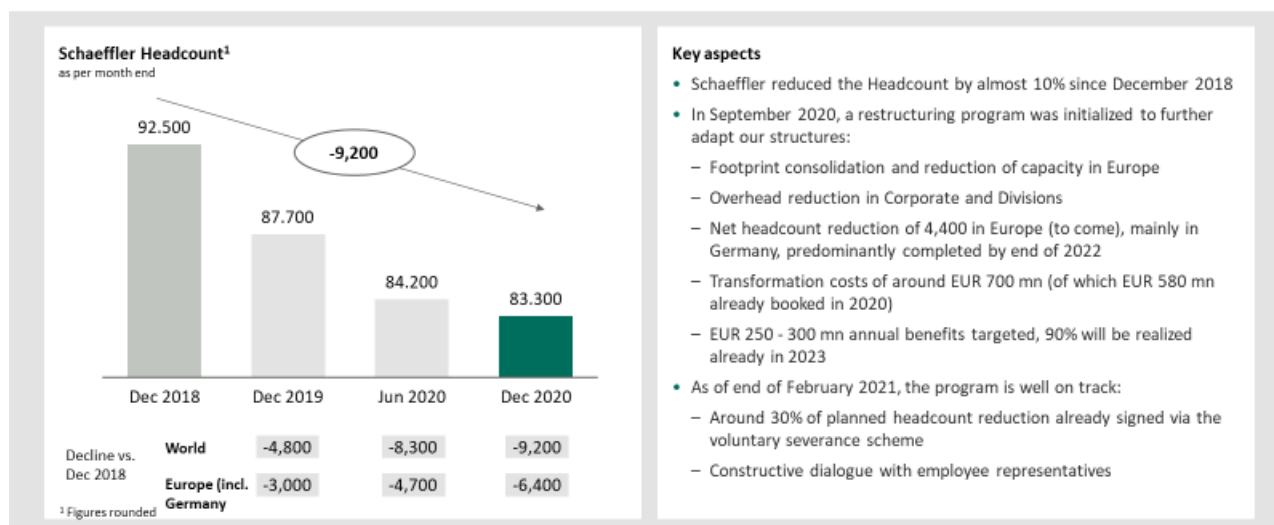 Schaeffler Headcount¹
as per month end
92.500
-9,200
87.700
84.200
83.300
Dec 2018 Dec 2019 Jun 2020 Dec 2020
Decline vs.
Dec 2018
World -4,800 -8,300 -9,200
Europe (incl.
Germany
-3,000 -4,700 -6,400
¹ Figures rounded
Key aspects
• Schaeffler reduced the Headcount by almost 10% since December 2018
• In September 2020, a restructuring program was initialized to further
adapt our structures:
– Footprint consolidation and reduction of capacity in Europe
– Overhead reduction in Corporate and Divisions
– Net headcount reduction of 4,400 in Europe (to come), mainly in
Germany, predominantly completed by end of 2022
– Transformation costs of around EUR 700 mn (of which EUR 580 mn
already booked in 2020)
– EUR 250 - 300 mn annual benefits targeted, 90% will be realized
already in 2023
• As of end of February 2021, the program is well on track:
– Around 30% of planned headcount reduction already signed via the
voluntary severance scheme
– Constructive dialogue with employee representatives